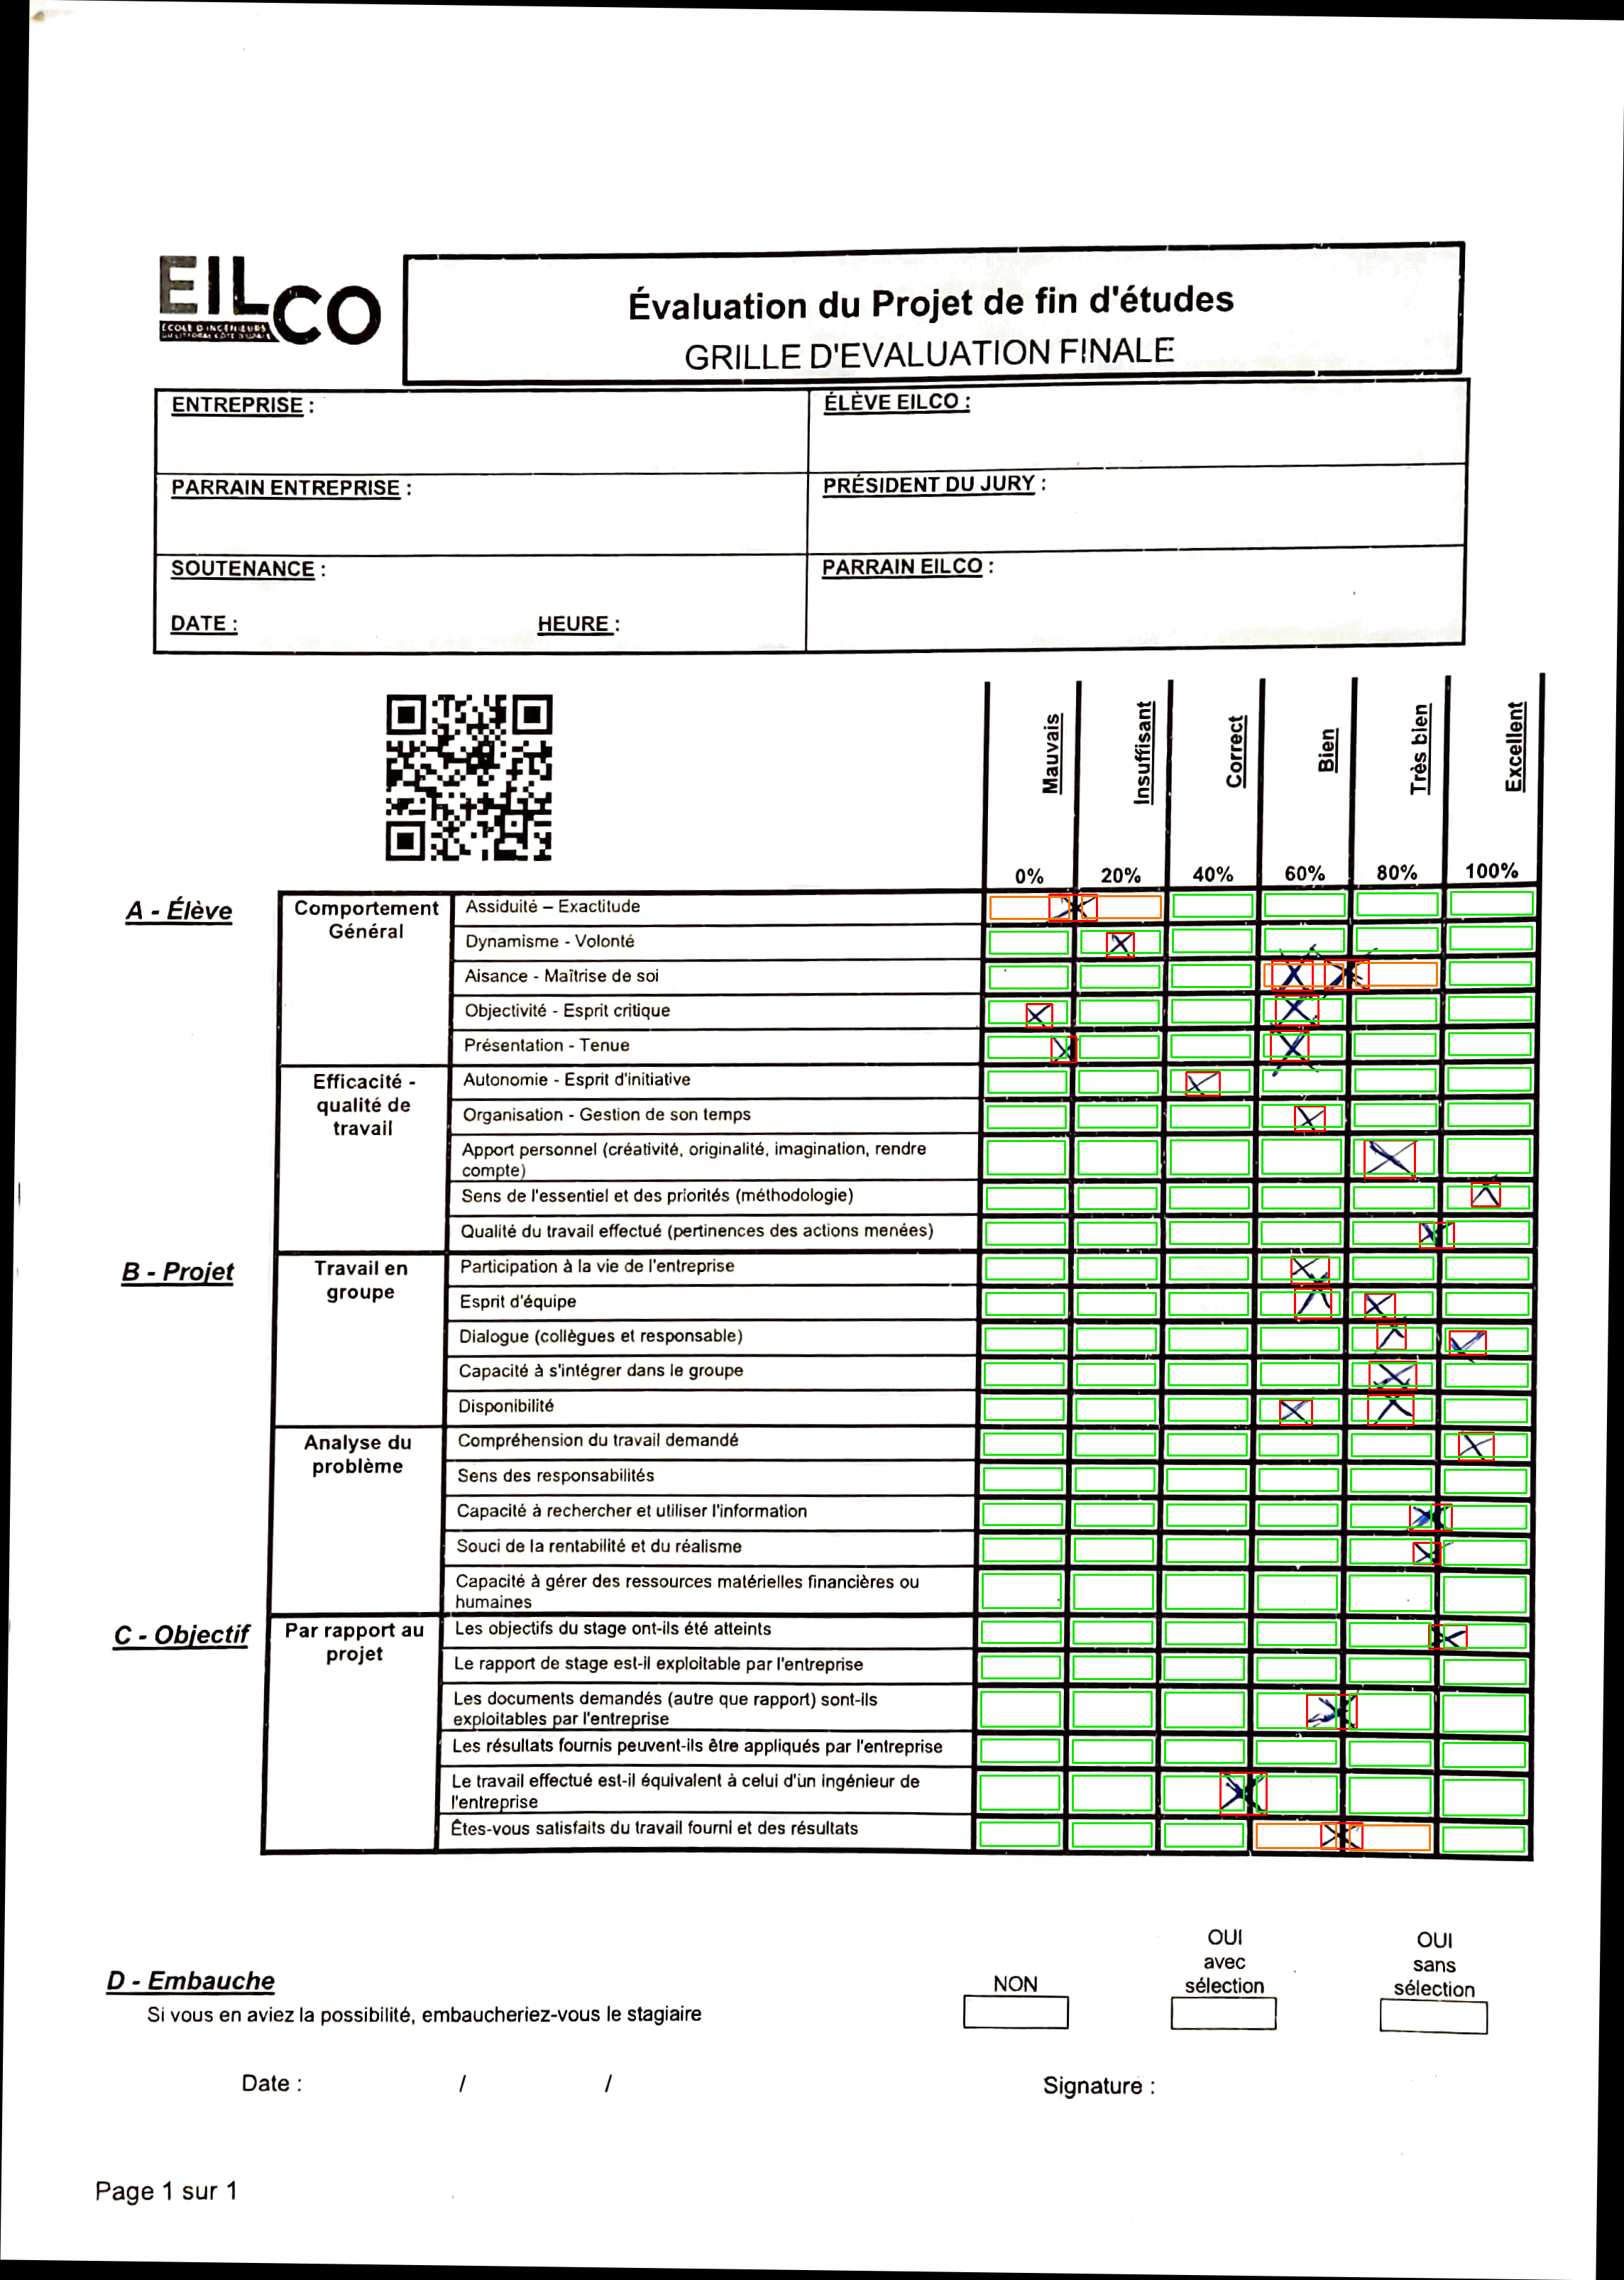 EILCO
ÉCOLE D'INGÉNIEURS
DU LITTORAL CÔTE D'OPALE
Évaluation du Projet de fin d'études
GRILLE D'EVALUATION FINALE
ENTREPRISE :
ÉLÈVE EILCO :
PARRAIN ENTREPRISE :
PRÉSIDENT DU JURY :
SOUTENANCE :
PARRAIN EILCO :
DATE : HEURE :
Mauvais
Insuffisant
Correct
Bien
Très bien
Excellent
0% 20% 40% 60% 80% 100%
A - Élève
Comportement
Général
Assiduité – Exactitude
Dynamisme - Volonté
Aisance - Maîtrise de soi
Objectivité - Esprit critique
Présentation - Tenue
Efficacité -
qualité de
travail
Autonomie - Esprit d'initiative
Organisation - Gestion de son temps
Apport personnel (créativité, originalité, imagination, rendre
compte)
Sens de l'essentiel et des priorités (méthodologie)
Qualité du travail effectué (pertinences des actions menées)
B - Projet
Travail en
groupe
Participation à la vie de l'entreprise
Esprit d'équipe
Dialogue (collègues et responsable)
Capacité à s'intégrer dans le groupe
Disponibilité
Analyse du
problème
Compréhension du travail demandé
Sens des responsabilités
Capacité à rechercher et utiliser l'information
Souci de la rentabilité et du réalisme
Capacité à gérer des ressources matérielles financières ou
humaines
C - Objectif
Par rapport au
projet
Les objectifs du stage ont-ils été atteints
Le rapport de stage est-il exploitable par l'entreprise
Les documents demandés (autre que rapport) sont-ils
exploitables par l'entreprise
Les résultats fournis peuvent-ils être appliqués par l'entreprise
Le travail effectué est-il équivalent à celui d'un ingénieur de
l'entreprise
Êtes-vous satisfaits du travail fourni et des résultats
D - Embauche
Si vous en aviez la possibilité, embaucheriez-vous le stagiaire
NON
OUI
avec
sélection
OUI
sans
sélection
Date : / /
Signature :
Page 1 sur 1